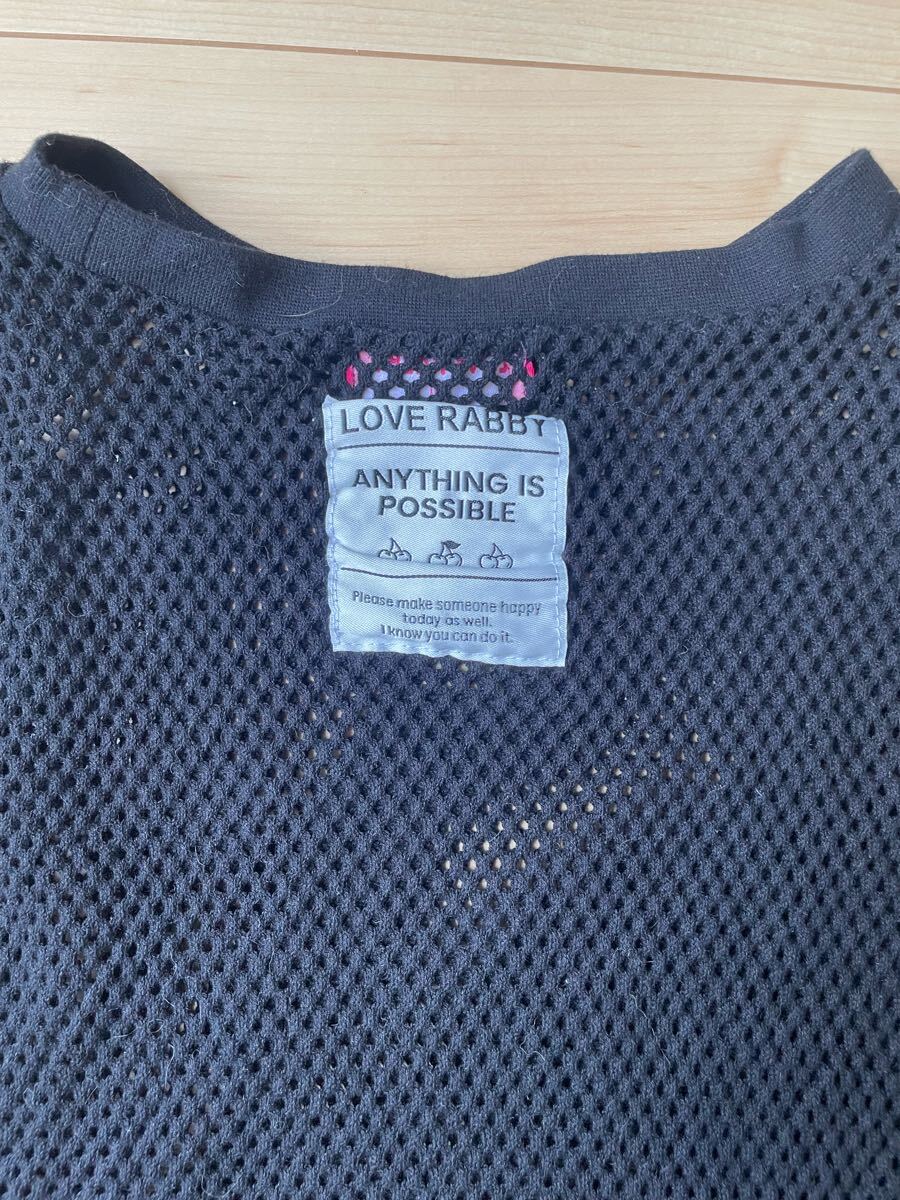 LOVE RABBY
ANYTHING IS
POSSIBLE
Please make someone happy
today as well.
I know you can do it.